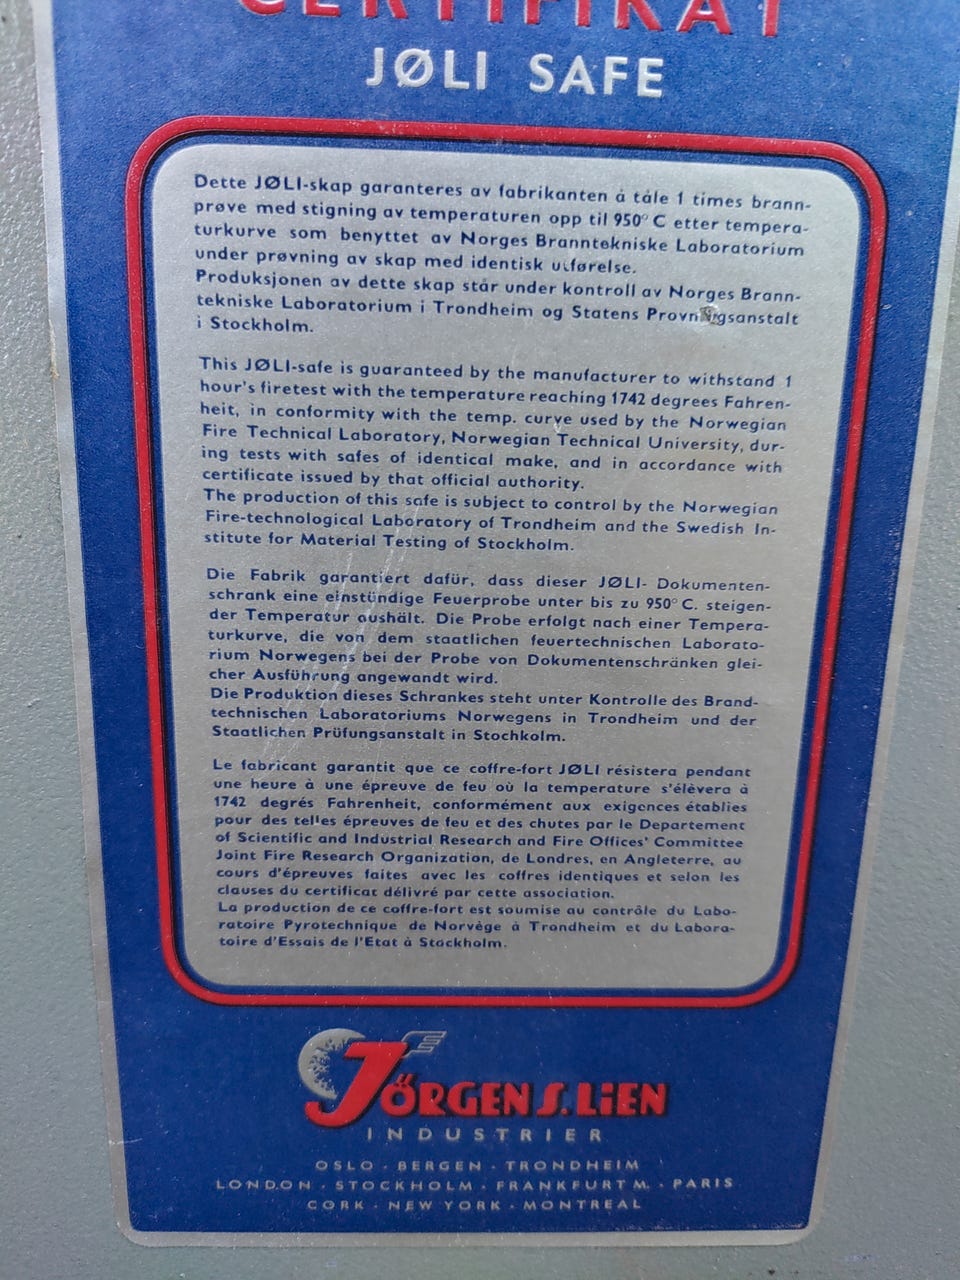 CERTIFIKAT
JØLI SAFE
Dette JØLI-skap garanteres av fabrikanten å tåle 1 times brann-
prøve med stigning av temperaturen opp til 950° C etter tempera-
turkurve som benyttet av Norges Branntekniske Laboratorium
under prøvning av skap med identisk utførelse.
Produksjonen av dette skap står under kontroll av Norges Brann-
tekniske Laboratorium i Trondheim og Statens Provningsanstalt
i Stockholm.
This JØLI-safe is guaranteed by the manufacturer to withstand 1
hour's firetest with the temperature reaching 1742 degrees Fahren-
heit, in conformity with the temp. curve used by the Norwegian
Fire Technical Laboratory, Norwegian Technical University, dur-
ing tests with safes of identical make, and in accordance with
certificate issued by that official authority.
The production of this safe is subject to control by the Norwegian
Fire-technological Laboratory of Trondheim and the Swedish In-
stitute for Material Testing of Stockholm.
Die Fabrik garantiert dafür, dass dieser JØLI- Dokumenten-
schrank eine einstündige Feuerprobe unter bis zu 950° C. steigen-
der Temperatur aushält. Die Probe erfolgt nach einer Tempera-
turkurve, die von dem staatlichen feuertechnischen Laborato-
rium Norwegens bei der Probe von Dokumentenschränken glei-
cher Ausführung angewandt wird.
Die Produktion dieses Schrankes steht unter Kontrolle des Brand-
technischen Laboratoriums Norwegens in Trondheim und der
Staatlichen Prüfungsanstalt in Stochkolm.
Le fabricant garantit que ce coffre-fort JØLI résistera pendant
une heure à une épreuve de feu où la temperature s'élèvera à
1742 degrés Fahrenheit, conformément aux exigences établies
pour des telles épreuves de feu et des chutes par le Departement
of Scientific and Industrial Research and Fire Offices' Committee
Joint Fire Research Organization, de Londres, en Angleterre, au
cours d'épreuves faites avec les coffres identiques et selon les
clauses du certificat délivré par cette association.
La production de ce coffre-fort est soumise au contrôle du Labo-
ratoire Pyrotechnique de Norvège à Trondheim et du Labora-
toire d'Essais de l'Etat à Stockholm.
JÖRGEN S. LIEN
INDUSTRIER
OSLO · BERGEN · TRONDHEIM
LONDON · STOCKHOLM · FRANKFURT M. · PARIS
CORK · NEW YORK · MONTREAL